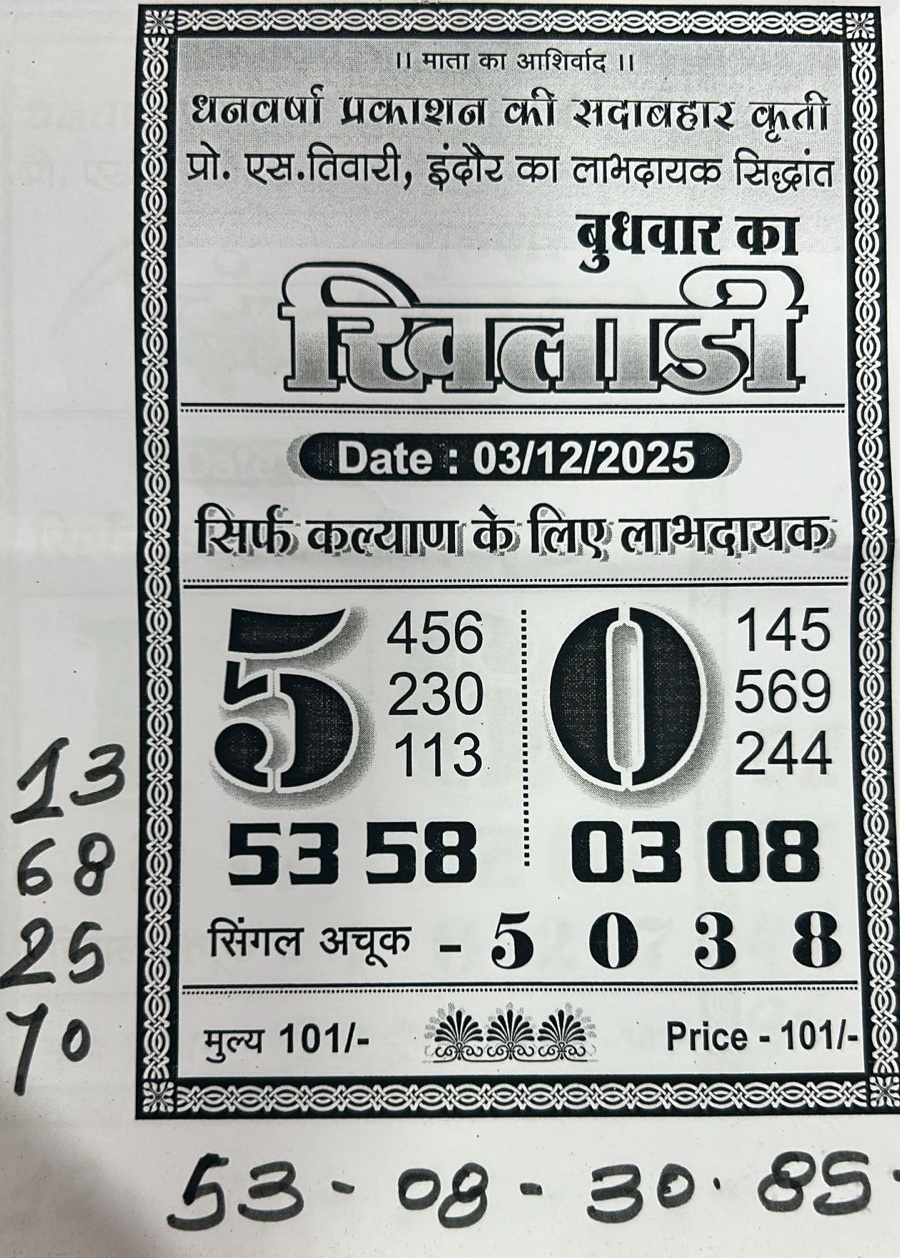 ।। माता का आशिर्वाद ।।
धनवर्षा प्रकाशन की सदाबहार कृती
प्रो. एस.तिवारी, इंदौर का लाभदायक सिद्धांत
बुधवार का
खिलाडी
Date : 03/12/2025
सिर्फ कल्याण के लिए लाभदायक
5 456 230 113
0 145 569 244
53 58 03 08
सिंगल अचूक - 5 0 3 8
मुल्य 101/- Price - 101/-
13
68
25
70
53 - 08 - 30 . 85 -